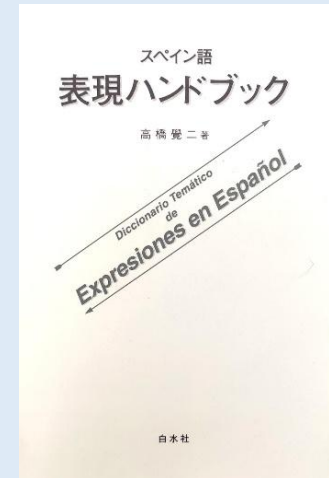 スペイン語
表現ハンドブック
高橋覺二著
Diccionario Temático
de
Expresiones en Español
白水社